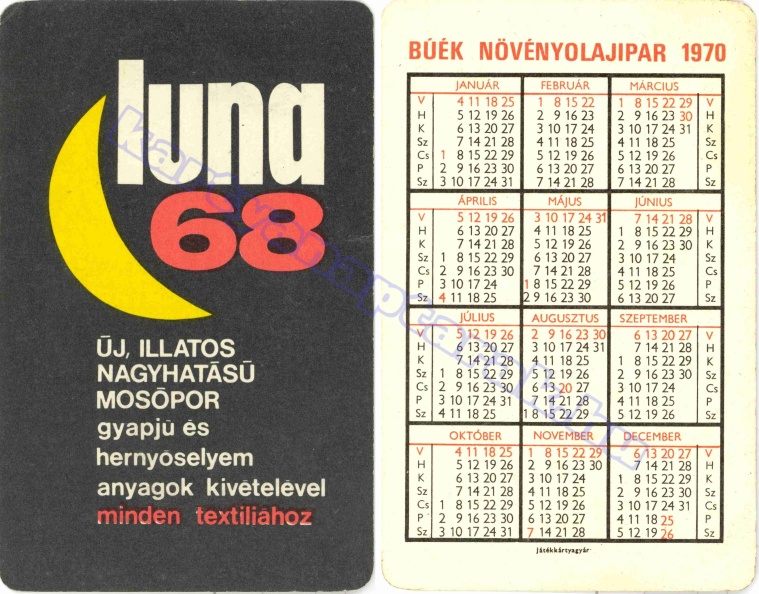 luna
68
ÚJ, ILLATOS
NAGYHATÁSÚ
MOSÓPOR
gyapjú és
hernyóselyem
anyagok kivételével
minden textiliához
BÚÉK NÖVÉNYOLAJIPAR 1970
JANUÁR FEBRUÁR MÁRCIUS
V 4 11 18 25 1 8 15 22 1 8 15 22 29 V
H 5 12 19 26 2 9 16 23 2 9 16 23 30 H
K 6 13 20 27 3 10 17 24 3 10 17 24 31 K
Sz 7 14 21 28 4 11 18 25 4 11 18 25 Sz
Cs 1 8 15 22 29 5 12 19 26 5 12 19 26 Cs
P 2 9 16 23 30 6 13 20 27 6 13 20 27 P
Sz 3 10 17 24 31 7 14 21 28 7 14 21 28 Sz
ÁPRILIS MÁJUS JÚNIUS
V 5 12 19 26 3 10 17 24 31 7 14 21 28 V
H 6 13 20 27 4 11 18 25 1 8 15 22 29 H
K 7 14 21 28 5 12 19 26 2 9 16 23 30 K
Sz 1 8 15 22 29 6 13 20 27 3 10 17 24 Sz
Cs 2 9 16 23 30 7 14 21 28 4 11 18 25 Cs
P 3 10 17 24 1 8 15 22 29 5 12 19 26 P
Sz 4 11 18 25 2 9 16 23 30 6 13 20 27 Sz
JÚLIUS AUGUSZTUS SZEPTEMBER
V 5 12 19 26 2 9 16 23 30 6 13 20 27 V
H 6 13 20 27 3 10 17 24 31 7 14 21 28 H
K 7 14 21 28 4 11 18 25 1 8 15 22 29 K
Sz 1 8 15 22 29 5 12 19 26 2 9 16 23 30 Sz
Cs 2 9 16 23 30 6 13 20 27 3 10 17 24 Cs
P 3 10 17 24 31 7 14 21 28 4 11 18 25 P
Sz 4 11 18 25 1 8 15 22 29 5 12 19 26 Sz
OKTÓBER NOVEMBER DECEMBER
V 4 11 18 25 1 8 15 22 29 6 13 20 27 V
H 5 12 19 26 2 9 16 23 30 7 14 21 28 H
K 6 13 20 27 3 10 17 24 1 8 15 22 29 K
Sz 7 14 21 28 4 11 18 25 2 9 16 23 30 Sz
Cs 1 8 15 22 29 5 12 19 26 3 10 17 24 31 Cs
P 2 9 16 23 30 6 13 20 27 4 11 18 25 P
Sz 3 10 17 24 31 7 14 21 28 5 12 19 26 Sz
játékkártyagyár
kartyanaptarak.hu